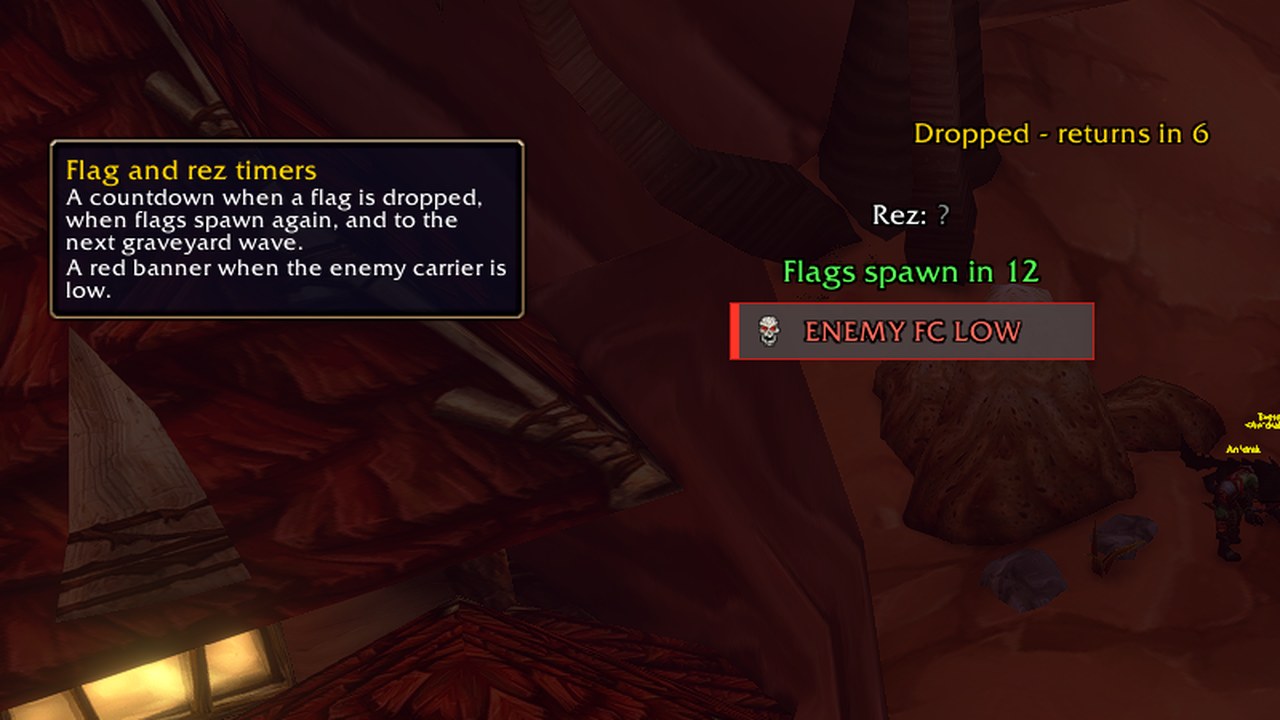 Flag and rez timers
A countdown when a flag is dropped,
when flags spawn again, and to the
next graveyard wave.
A red banner when the enemy carrier is
low.
Dropped - returns in 6
Rez: ?
Flags spawn in 12
ENEMY FC LOW